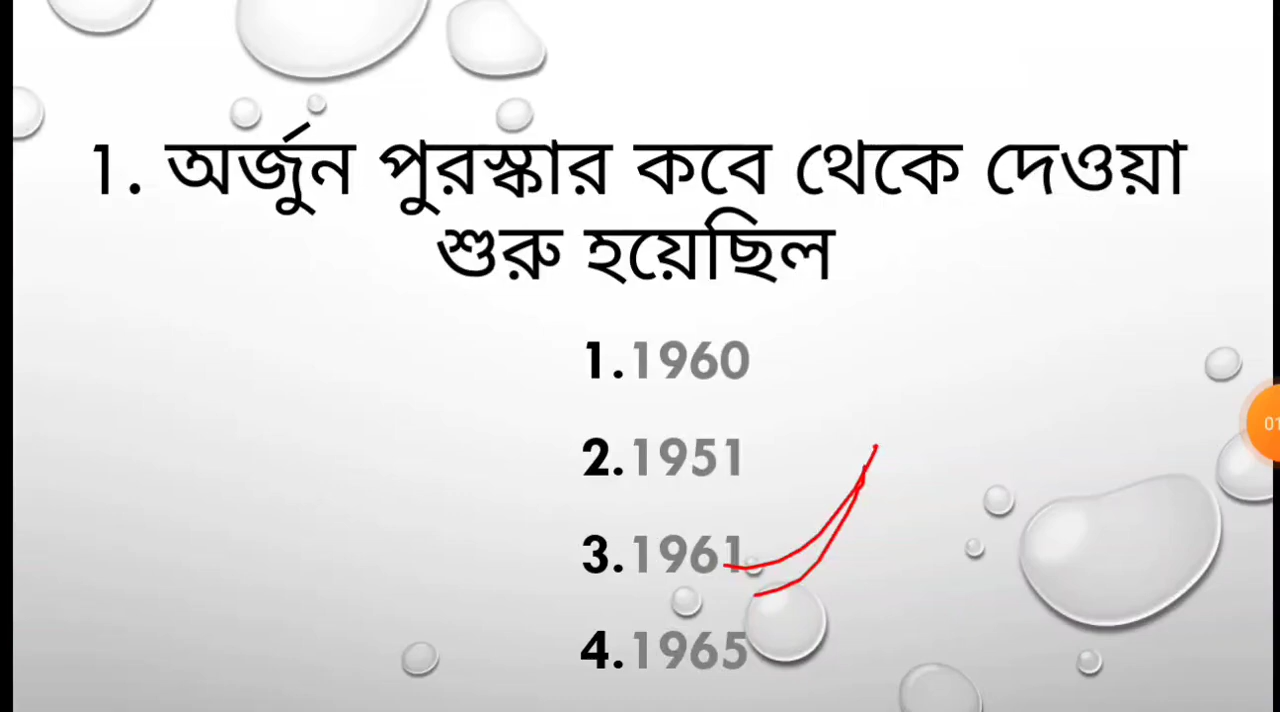 1. অর্জুন পুরস্কার কবে থেকে দেওয়া
শুরু হয়েছিল
1.1960
2.1951
3.1961
4.1965